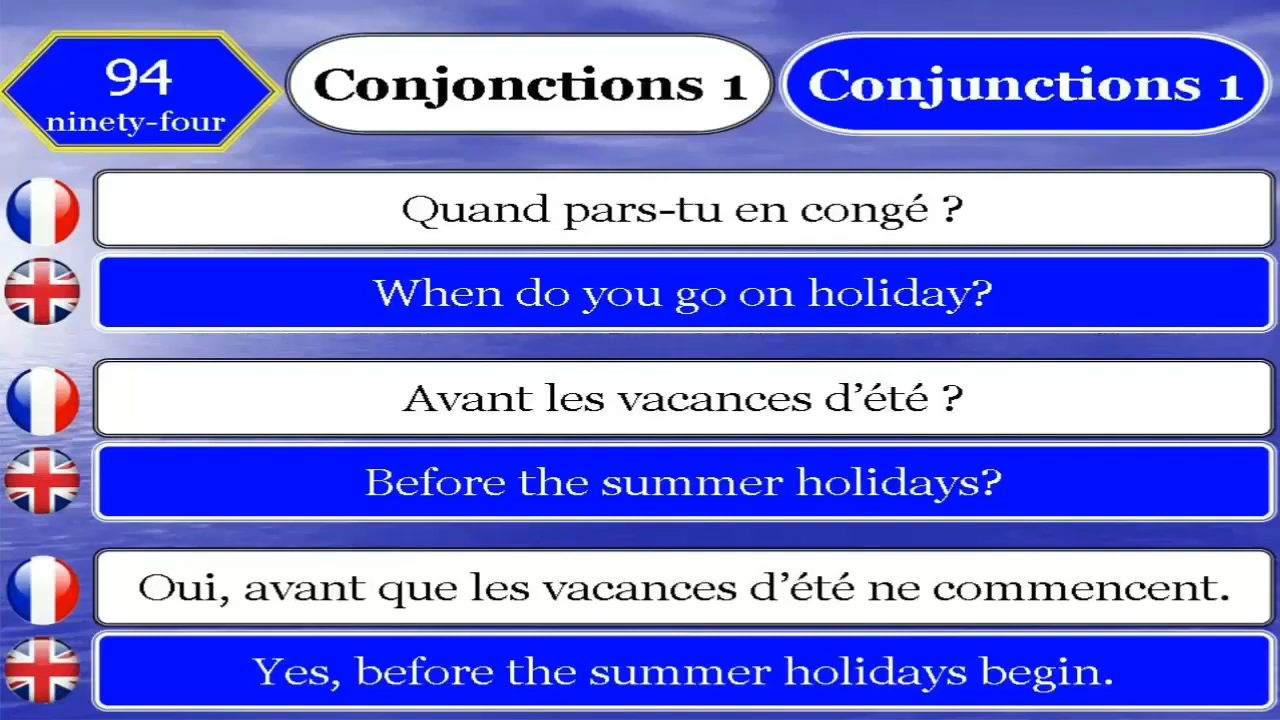 94
ninety-four
Conjonctions 1
Conjunctions 1
Quand pars-tu en congé ?
When do you go on holiday?
Avant les vacances d’été ?
Before the summer holidays?
Oui, avant que les vacances d’été ne commencent.
Yes, before the summer holidays begin.